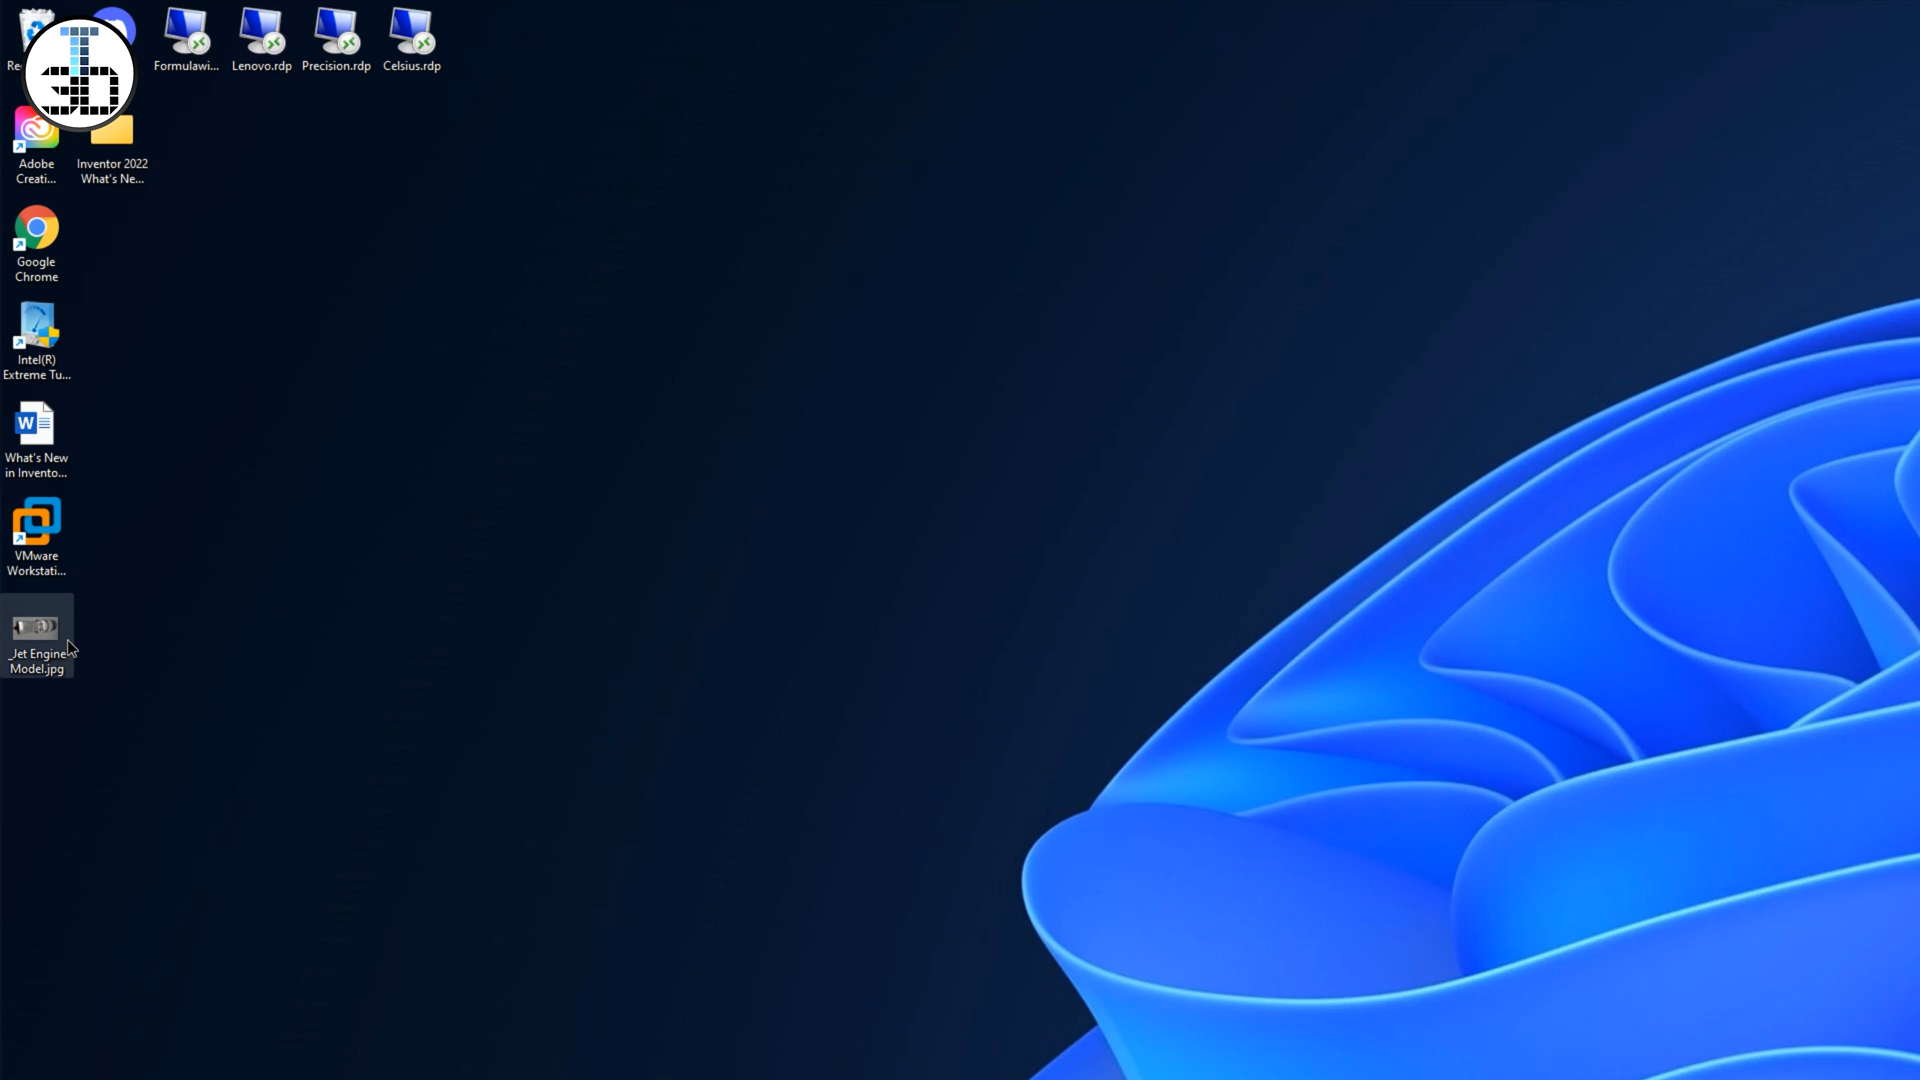 Re
Formulawi...
Lenovo.rdp
Precision.rdp
Celsius.rdp
Adobe
Creati...
Inventor 2022
What's Ne...
Google
Chrome
Intel(R)
Extreme Tu...
W
What's New
in Invento...
VMware
Workstati...
_Jet Engine
Model.jpg